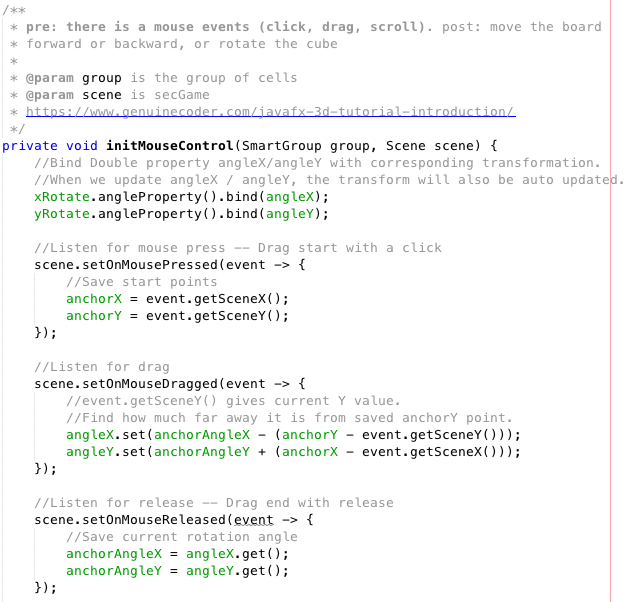 /**
 * pre: there is a mouse events (click, drag, scroll). post: move the board
 * forward or backward, or rotate the cube
 *
 * @param group is the group of cells
 * @param scene is secGame
 * https://www.genuinecoder.com/javafx-3d-tutorial-introduction/
 */
private void initMouseControl(SmartGroup group, Scene scene) {
    //Bind Double property angleX/angleY with corresponding transformation.
    //When we update angleX / angleY, the transform will also be auto updated.
    xRotate.angleProperty().bind(angleX);
    yRotate.angleProperty().bind(angleY);

    //Listen for mouse press -- Drag start with a click
    scene.setOnMousePressed(event -> {
        //Save start points
        anchorX = event.getSceneX();
        anchorY = event.getSceneY();
    });

    //Listen for drag
    scene.setOnMouseDragged(event -> {
        //event.getSceneY() gives current Y value.
        //Find how much far away it is from saved anchorY point.
        angleX.set(anchorAngleX - (anchorY - event.getSceneY()));
        angleY.set(anchorAngleY + (anchorX - event.getSceneX()));
    });

    //Listen for release -- Drag end with release
    scene.setOnMouseReleased(event -> {
        //Save current rotation angle
        anchorAngleX = angleX.get();
        anchorAngleY = angleY.get();
    });